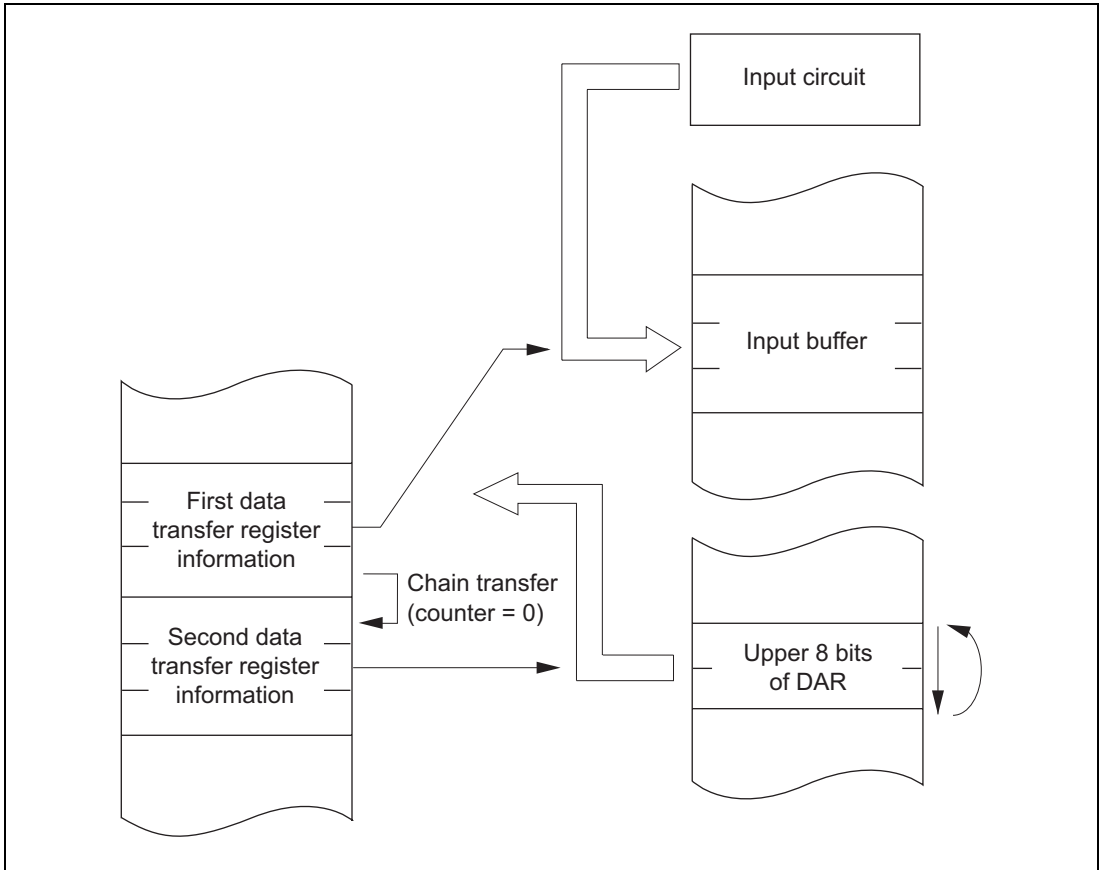 Input circuit
Input buffer
First data
transfer register
information
Chain transfer
(counter = 0)
Second data
transfer register
information
Upper 8 bits
of DAR